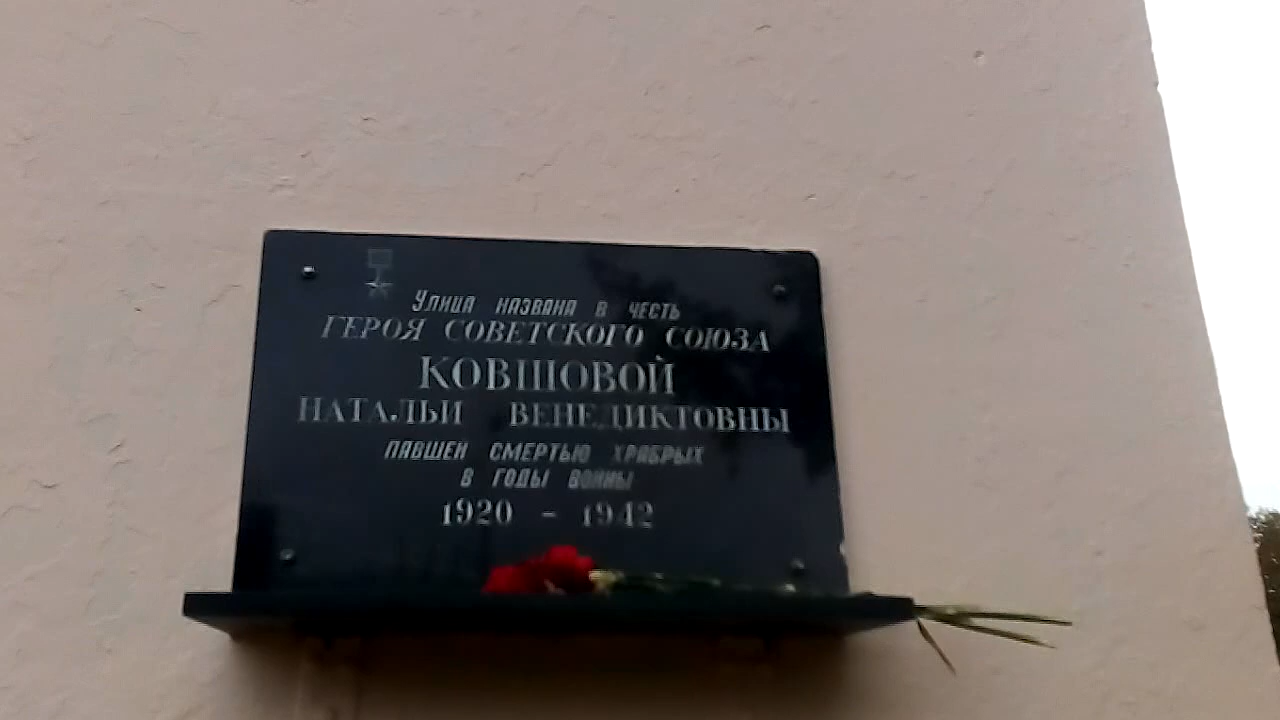 Улица названа в честь
ГЕРОЯ СОВЕТСКОГО СОЮЗА
КОВШОВОЙ
НАТАЛЬИ ВЕНЕДИКТОВНЫ
ПАВШЕЙ СМЕРТЬЮ ХРАБРЫХ
В ГОДЫ ВОЙНЫ
1920 - 1942